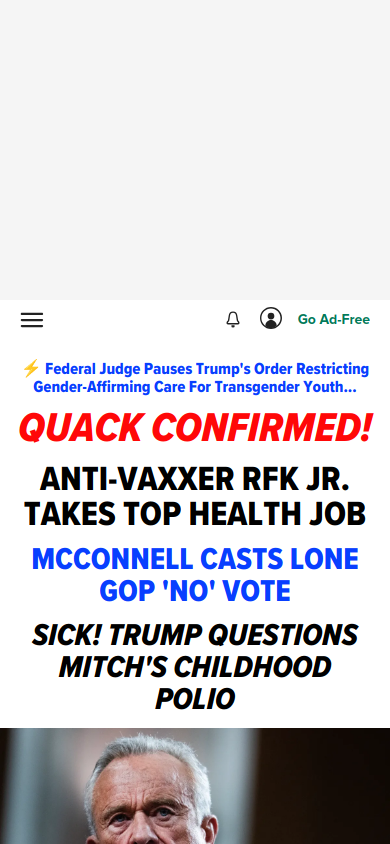 Go Ad-Free
⚡ Federal Judge Pauses Trump's Order Restricting
Gender-Affirming Care For Transgender Youth...
QUACK CONFIRMED!
ANTI-VAXXER RFK JR.
TAKES TOP HEALTH JOB
MCCONNELL CASTS LONE
GOP 'NO' VOTE
SICK! TRUMP QUESTIONS
MITCH'S CHILDHOOD
POLIO